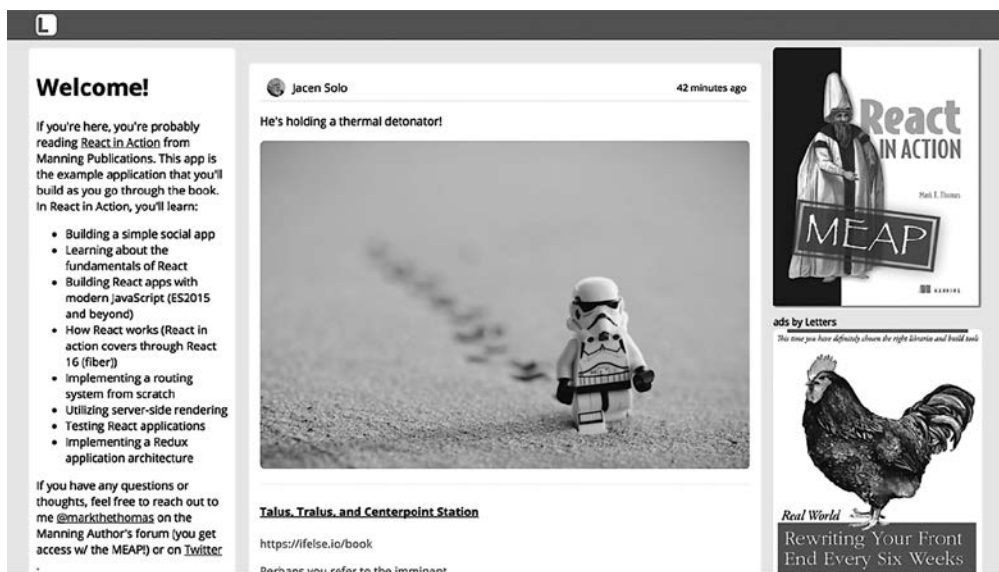 L
Welcome!
If you're here, you're probably
reading React in Action from
Manning Publications. This app is
the example application that you'll
build as you go through the book.
In React in Action, you'll learn:
• Building a simple social app
• Learning about the
fundamentals of React
• Building React apps with
modern JavaScript (ES2015
and beyond)
• How React works (React in
action covers through React
16 (fiber))
• Implementing a routing
system from scratch
• Utilizing server-side rendering
• Testing React applications
• Implementing a Redux
application architecture
If you have any questions or
thoughts, feel free to reach out to
me @markthethomas on the
Manning Author's forum (you get
access w/ the MEAP!) or on Twitter
.
Jacen Solo
42 minutes ago
He's holding a thermal detonator!
Talus, Tralus, and Centerpoint Station
https://ifelse.io/book
Perhaps you refer to the imminent
React
IN ACTION
Mark T. Thomas
MEAP
MANNING
ads by Letters
This time you have definitely chosen the right libraries and build tools
Real World
Rewriting Your Front
End Every Six Weeks